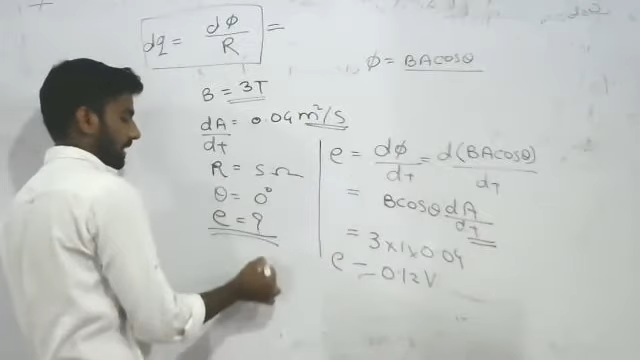 dq = dϕ/R =
ϕ = BAcosθ
B = 3T
dA/dT = 0.04 m²/S
R = 5Ω
θ = 0°
e = ?
e = dϕ/dT = d(BAcosθ)/dT
= Bcosθ dA/dT
= 3×1×0.04
e = 0.12V